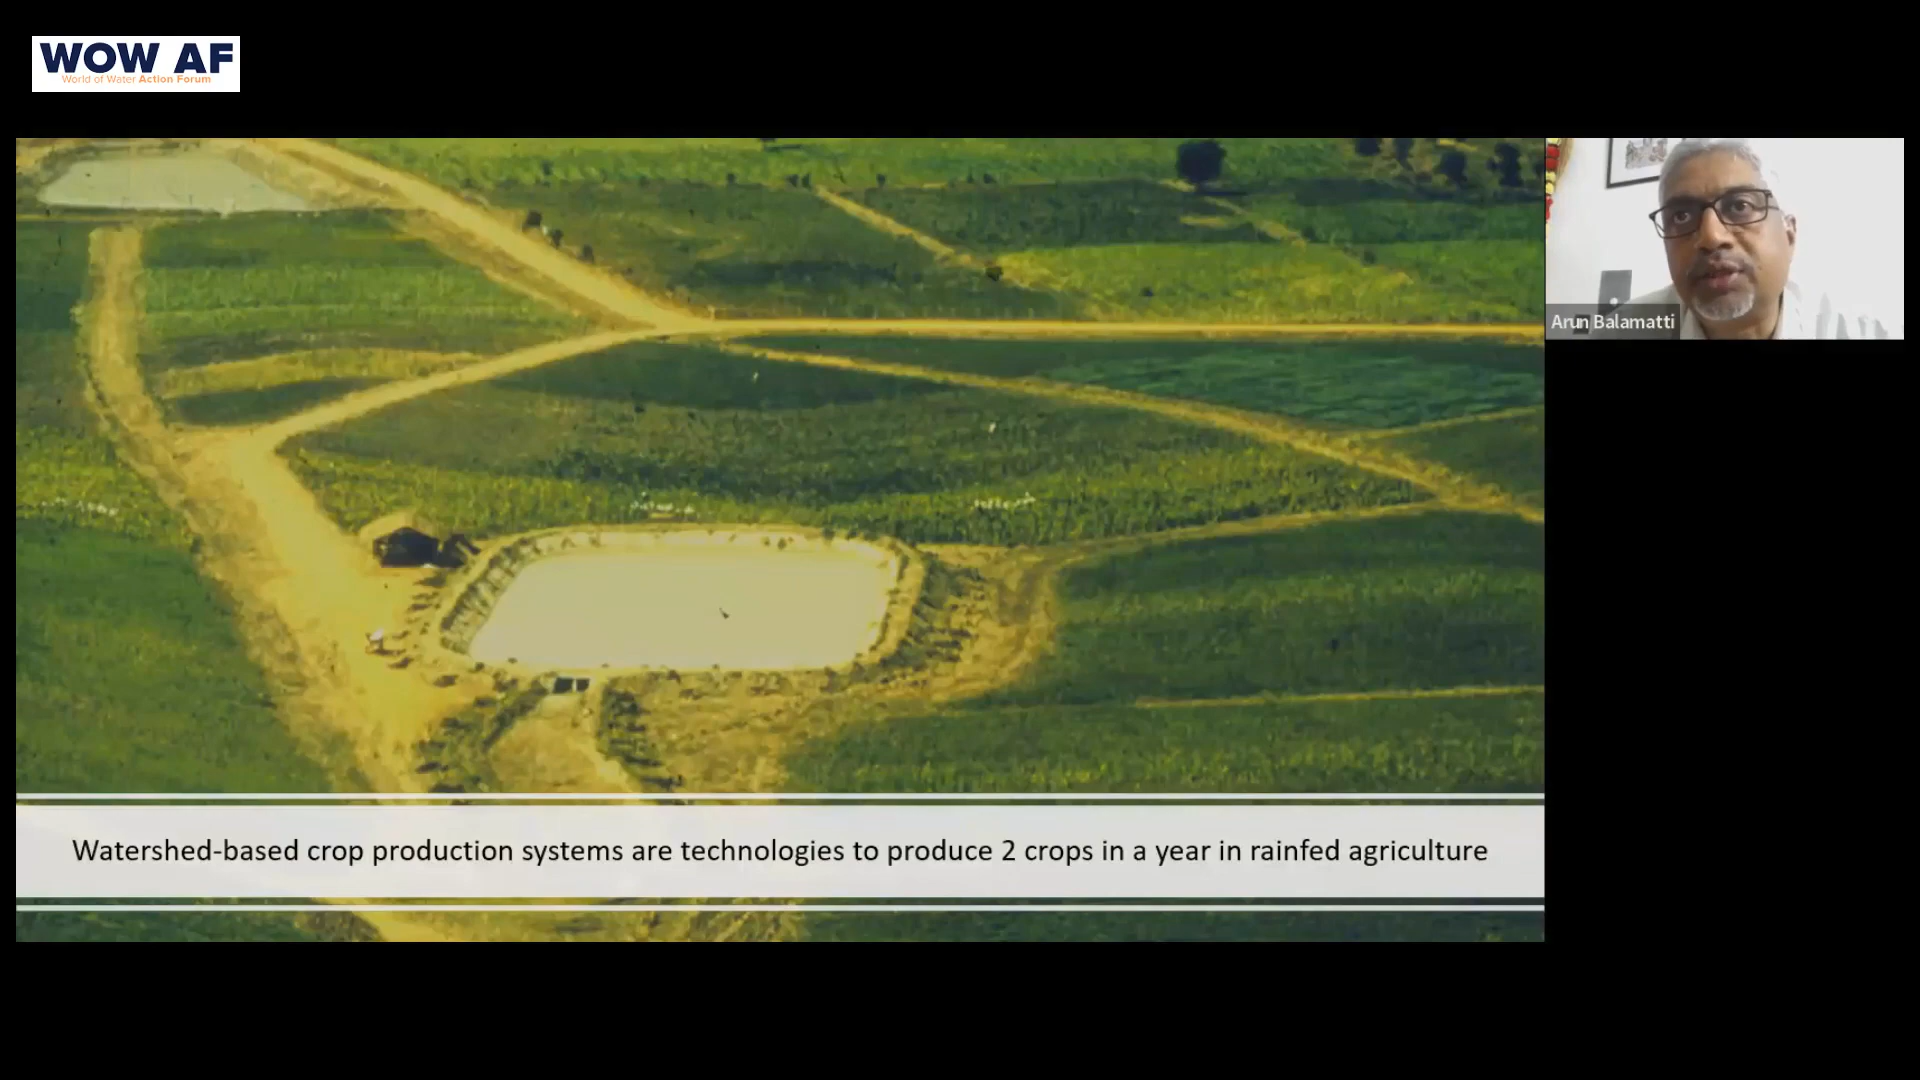 WOW AF
World of Water Action Forum
Arun Balamatti
Watershed-based crop production systems are technologies to produce 2 crops in a year in rainfed agriculture